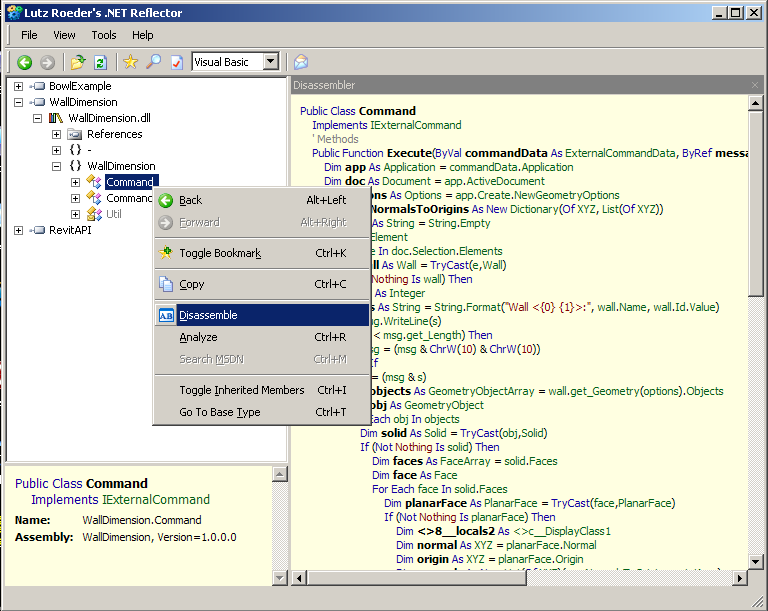 Lutz Roeder's .NET Reflector
File View Tools Help
Visual Basic
BowlExample
WallDimension
WallDimension.dll
References
{} -
{} WallDimension
Command
Command
Util
RevitAPI
Back Alt+Left
Forward Alt+Right
Toggle Bookmark Ctrl+K
Copy Ctrl+C
Disassemble
Analyze Ctrl+R
Search MSDN Ctrl+M
Toggle Inherited Members Ctrl+I
Go To Base Type Ctrl+T
Public Class Command
Implements IExternalCommand
Name: WallDimension.Command
Assembly: WallDimension, Version=1.0.0.0
Disassembler
Public Class Command
Implements IExternalCommand
' Methods
Public Function Execute(ByVal commandData As ExternalCommandData, ByRef messa
Dim app As Application = commandData.Application
Dim doc As Document = app.ActiveDocument
ons As Options = app.Create.NewGeometryOptions
NormalsToOrigins As New Dictionary(Of XYZ, List(Of XYZ))
As String = String.Empty
Element
e In doc.Selection.Elements
ll As Wall = TryCast(e,Wall)
Nothing Is wall) Then
As Integer
s As String = String.Format("Wall <{0} {1}>:", wall.Name, wall.Id.Value)
g.WriteLine(s)
< msg.get_Length) Then
sg = (msg & ChrW(10) & ChrW(10))
If
= (msg & s)
objects As GeometryObjectArray = wall.get_Geometry(options).Objects
obj As GeometryObject
Each obj In objects
Dim solid As Solid = TryCast(obj,Solid)
If (Not Nothing Is solid) Then
Dim faces As FaceArray = solid.Faces
Dim face As Face
For Each face In solid.Faces
Dim planarFace As PlanarFace = TryCast(face,PlanarFace)
If (Not Nothing Is planarFace) Then
Dim <>8__locals2 As <>c__DisplayClass1
Dim normal As XYZ = planarFace.Normal
Dim origin As XYZ = planarFace.Origin